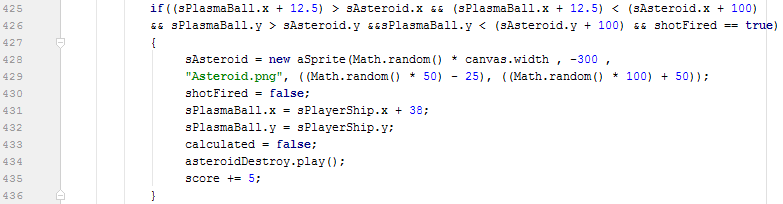 425 if((sPlasmaBall.x + 12.5) > sAsteroid.x && (sPlasmaBall.x + 12.5) < (sAsteroid.x + 100)
426 && sPlasmaBall.y > sAsteroid.y &&sPlasmaBall.y < (sAsteroid.y + 100) && shotFired == true)
427 {
428 sAsteroid = new aSprite(Math.random() * canvas.width , -300 ,
429 "Asteroid.png", ((Math.random() * 50) - 25), ((Math.random() * 100) + 50));
430 shotFired = false;
431 sPlasmaBall.x = sPlayerShip.x + 38;
432 sPlasmaBall.y = sPlayerShip.y;
433 calculated = false;
434 asteroidDestroy.play();
435 score += 5;
436 }